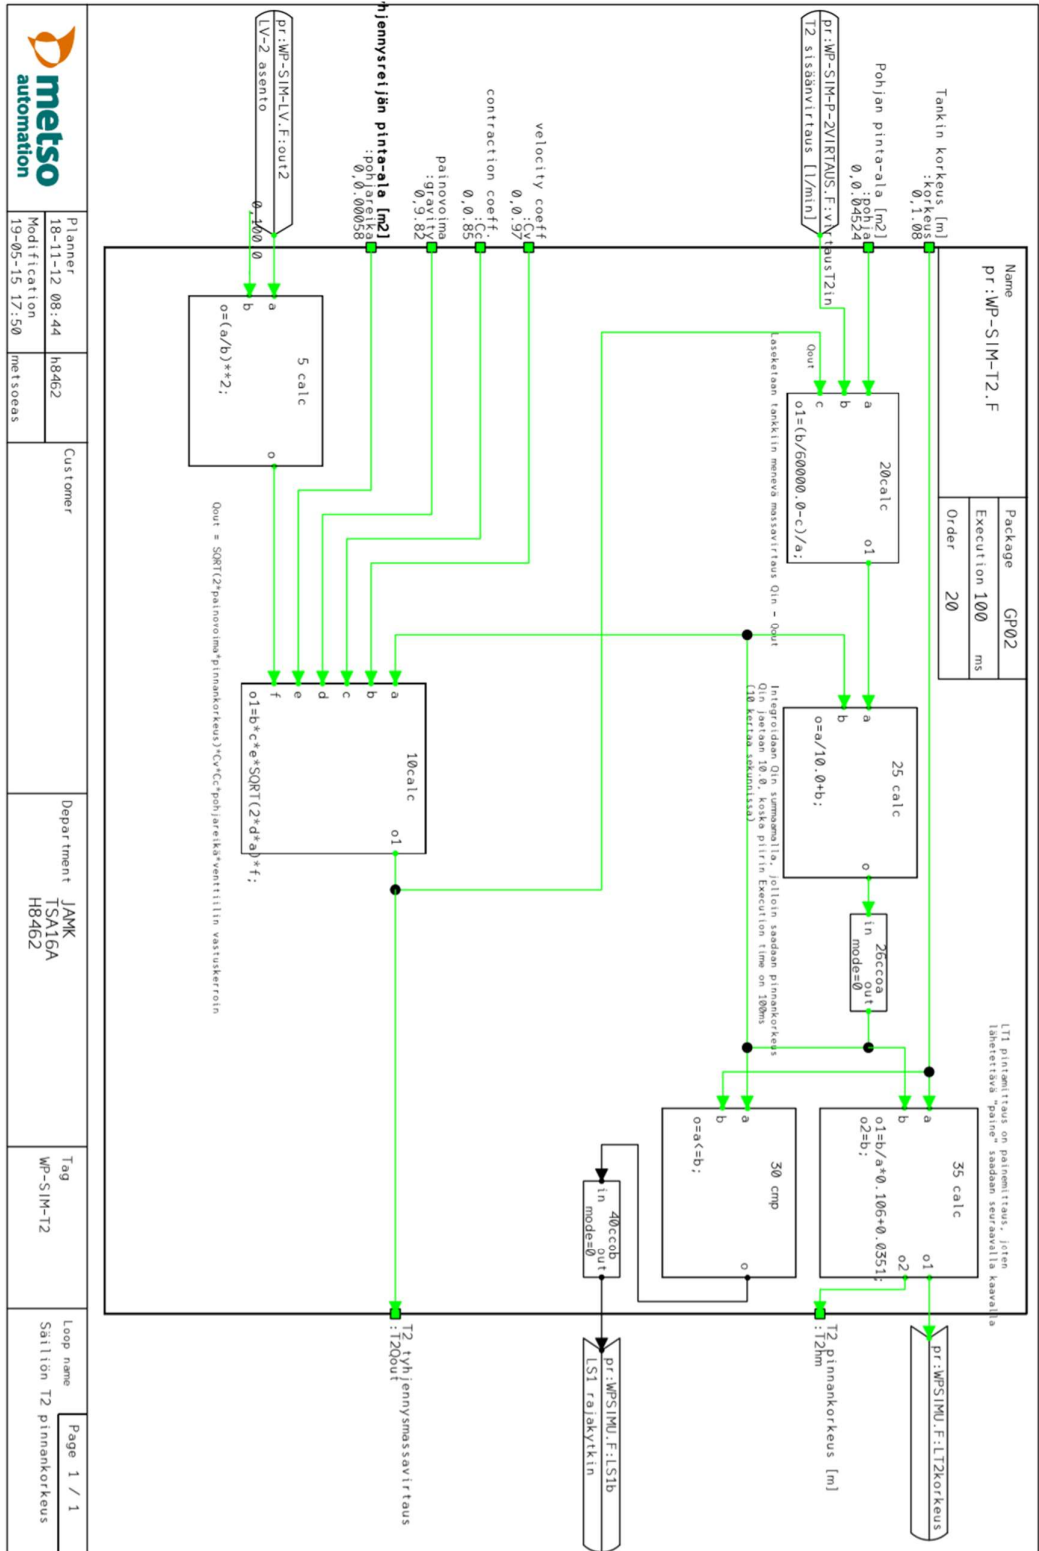 Name
pr:WP-SIM-T2.F
Package GP02
Execution 100 ms
Order 20
Tankin korkeus [m]
:korkeus
0,1.08
Pohjan pinta-ala [m2]
:pohja
0,0.04524
pr:WP-SIM-P-2VIRTAUS.F:virtausT2in
T2 sisäänvirtaus [l/min]
velocity coeff
:Cv
0,0.97
contraction coeff.
:Cc
0,0.85
painovoima
:gravity
0,9.82
yhjennysreijän pinta-ala [m2]
:pohjareika
0,0.00058
pr:WP-SIM-LV.F:out2
LV-2 asento
0,100.0
20calc
a
b
c
o1
o1=(b/60000.0-c)/a;
Qout
Lasketaan tankkiin menevä massavirtaus Qin - Qout
25 calc
a
b
o
o=a/10.0+b;
Integroidaan Qin summaamalla, jolloin saadaan pinnankorkeus
Qin jaetaan 10.0, koska piirin Execution time on 100ms
(10 kertaa sekunnissa)
26ccoa
in out
mode=0
LT1 pintamittaus on painemittaus, joten
lähetettävä "paine" saadaan seuraavalla kaavalla
35 calc
a
b
o1
o2
o1=b/a*0.106+0.0351;
o2=b;
30 cmp
a
b
o
o=a<=b;
40ccob
in out
mode=0
5 calc
a
b
o
o=(a/b)**2;
10calc
a
b
c
d
e
f
o1
o1=b*c*e*SQRT(2*d*a)*f;
Qout = SQRT(2*painovoima*pinnankorkeus)*Cv*Cc*pohjareikä*venttiilin vastuskerroin
pr:WPSIMU.F:LT2korkeus
T2 pinnankorkeus [m]
:T2hm
pr:WPSIMU.F:LS1b
LS1 rajakytkin
T2 tyhjennysmassavirtaus
:T2Qout
metso
automation
Planner
18-11-12 08:44 h8462
Modification
19-05-15 17:50 metsoeas
Customer
Department JAMK
TSA16A
H8462
Tag
WP-SIM-T2
Loop name
Säiliön T2 pinnankorkeus
Page 1 / 1